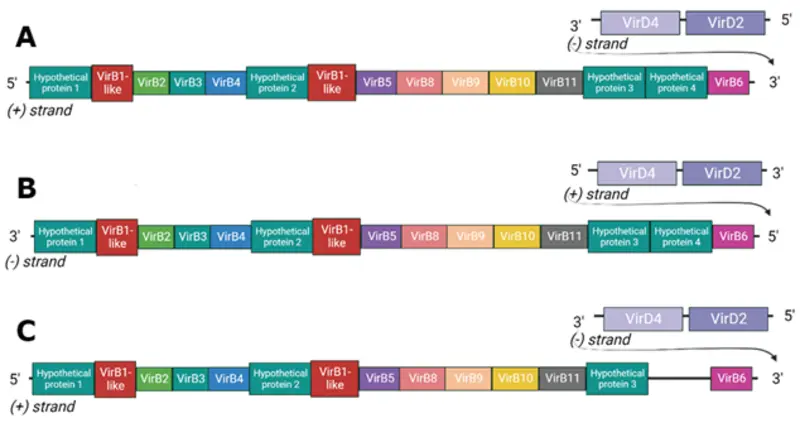 A
3' VirD4 VirD2 5'
(-) strand
5' Hypothetical protein 1 VirB1-like VirB2 VirB3 VirB4 Hypothetical protein 2 VirB1-like VirB5 VirB8 VirB9 VirB10 VirB11 Hypothetical protein 3 Hypothetical protein 4 VirB6 3'
(+) strand
B
5' VirD4 VirD2 3'
(+) strand
3' Hypothetical protein 1 VirB1-like VirB2 VirB3 VirB4 Hypothetical protein 2 VirB1-like VirB5 VirB8 VirB9 VirB10 VirB11 Hypothetical protein 3 Hypothetical protein 4 VirB6 5'
(-) strand
C
3' VirD4 VirD2 5'
(-) strand
5' Hypothetical protein 1 VirB1-like VirB2 VirB3 VirB4 Hypothetical protein 2 VirB1-like VirB5 VirB8 VirB9 VirB10 VirB11 Hypothetical protein 3 VirB6 3'
(+) strand